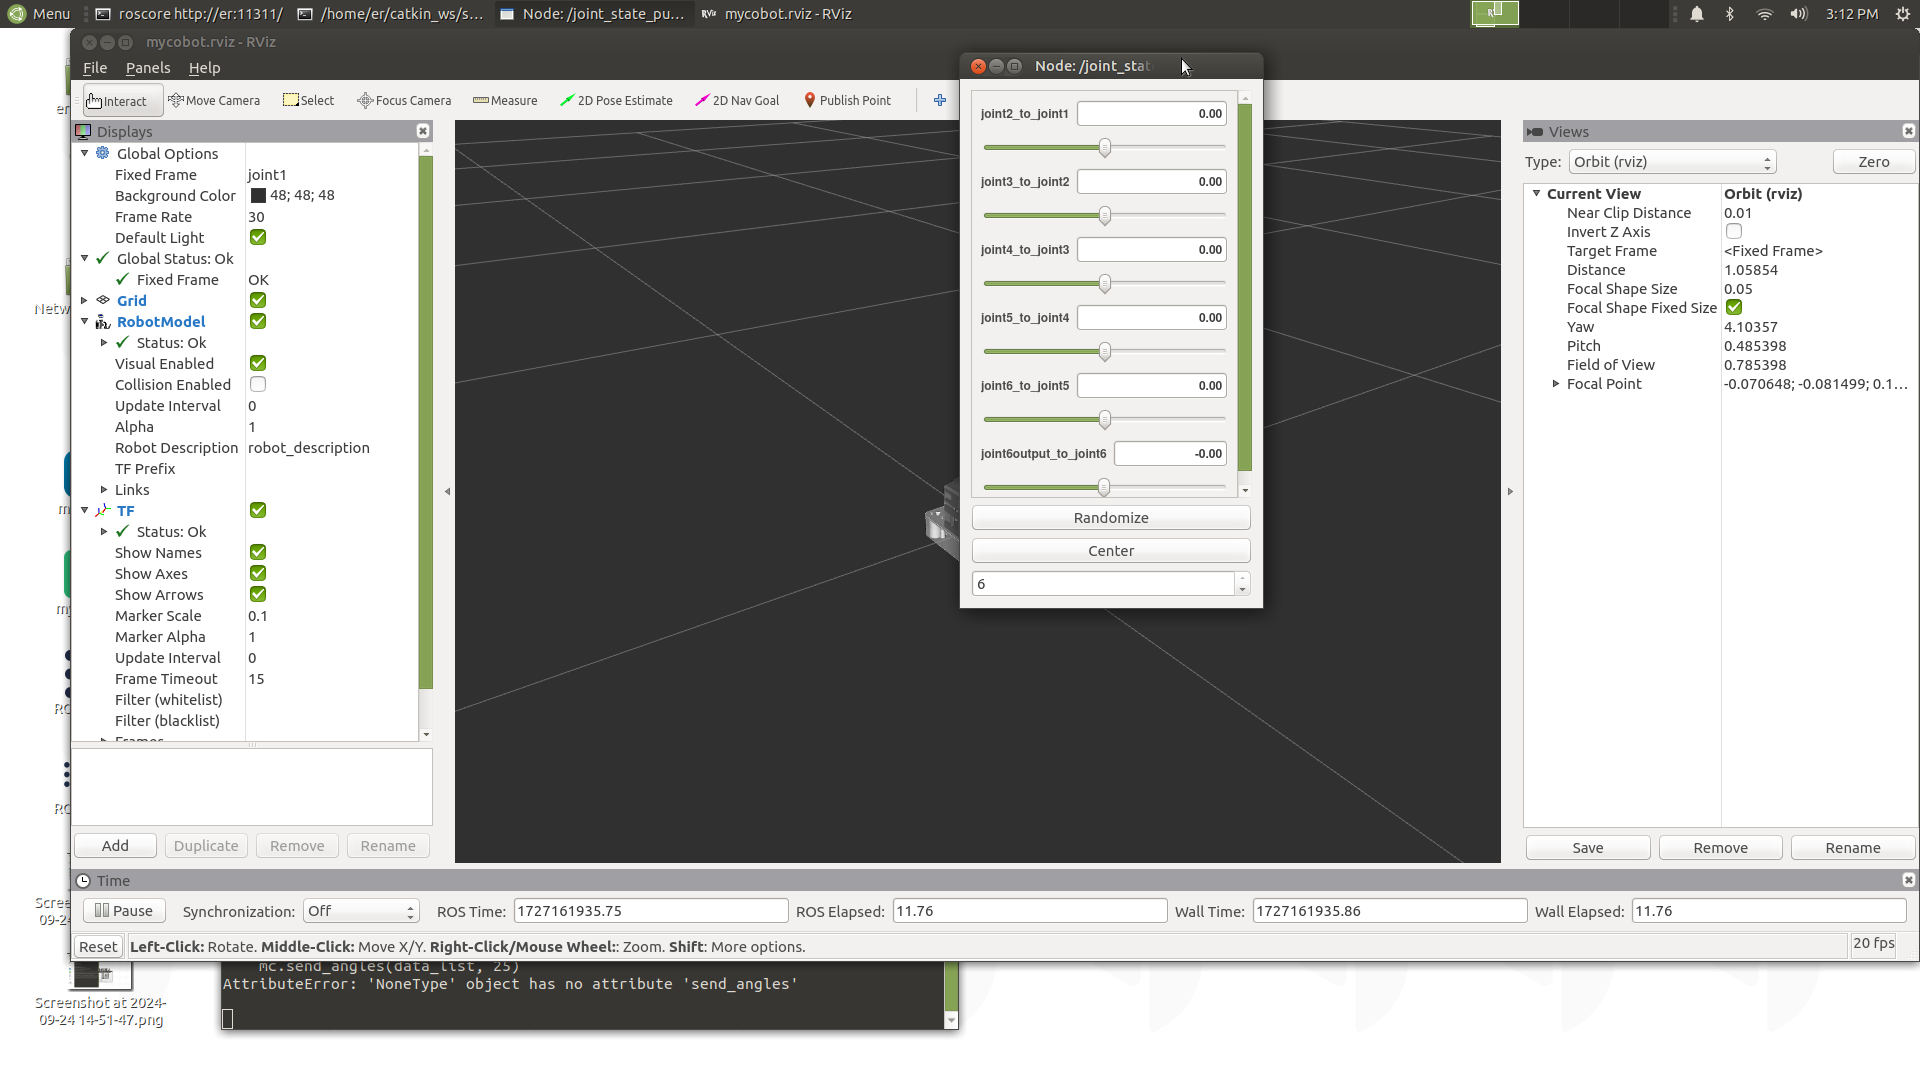 Menu
roscore http://er:11311/
/home/er/catkin_ws/s...
Node: /joint_state_pu...
RViz
mycobot.rviz - RViz
3:12 PM
mycobot.rviz - RViz
File
Panels
Help
Interact
Move Camera
Select
Focus Camera
Measure
2D Pose Estimate
2D Nav Goal
Publish Point
Displays
Global Options
Fixed Frame joint1
Background Color 48; 48; 48
Frame Rate 30
Default Light
Global Status: Ok
Fixed Frame OK
Grid
RobotModel
Status: Ok
Visual Enabled
Collision Enabled
Update Interval 0
Alpha 1
Robot Description robot_description
TF Prefix
Links
TF
Status: Ok
Show Names
Show Axes
Show Arrows
Marker Scale 0.1
Marker Alpha 1
Update Interval 0
Frame Timeout 15
Filter (whitelist)
Filter (blacklist)
Frames
Add
Duplicate
Remove
Rename
Node: /joint_stat
joint2_to_joint1 0.00
joint3_to_joint2 0.00
joint4_to_joint3 0.00
joint5_to_joint4 0.00
joint6_to_joint5 0.00
joint6output_to_joint6 -0.00
Randomize
Center
6
Views
Type: Orbit (rviz)
Zero
Current View Orbit (rviz)
Near Clip Distance 0.01
Invert Z Axis
Target Frame <Fixed Frame>
Distance 1.05854
Focal Shape Size 0.05
Focal Shape Fixed Size
Yaw 4.10357
Pitch 0.485398
Field of View 0.785398
Focal Point -0.070648; -0.081499; 0.1...
Save
Remove
Rename
Time
Pause
Synchronization: Off
ROS Time: 1727161935.75
ROS Elapsed: 11.76
Wall Time: 1727161935.86
Wall Elapsed: 11.76
Reset
Left-Click: Rotate. Middle-Click: Move X/Y. Right-Click/Mouse Wheel:: Zoom. Shift: More options.
20 fps
er
Netw
m
my
RO
RO
Scree
09-24
mc.send_angles(data_list, 25)
AttributeError: 'NoneType' object has no attribute 'send_angles'
Screenshot at 2024-
09-24 14-51-47.png